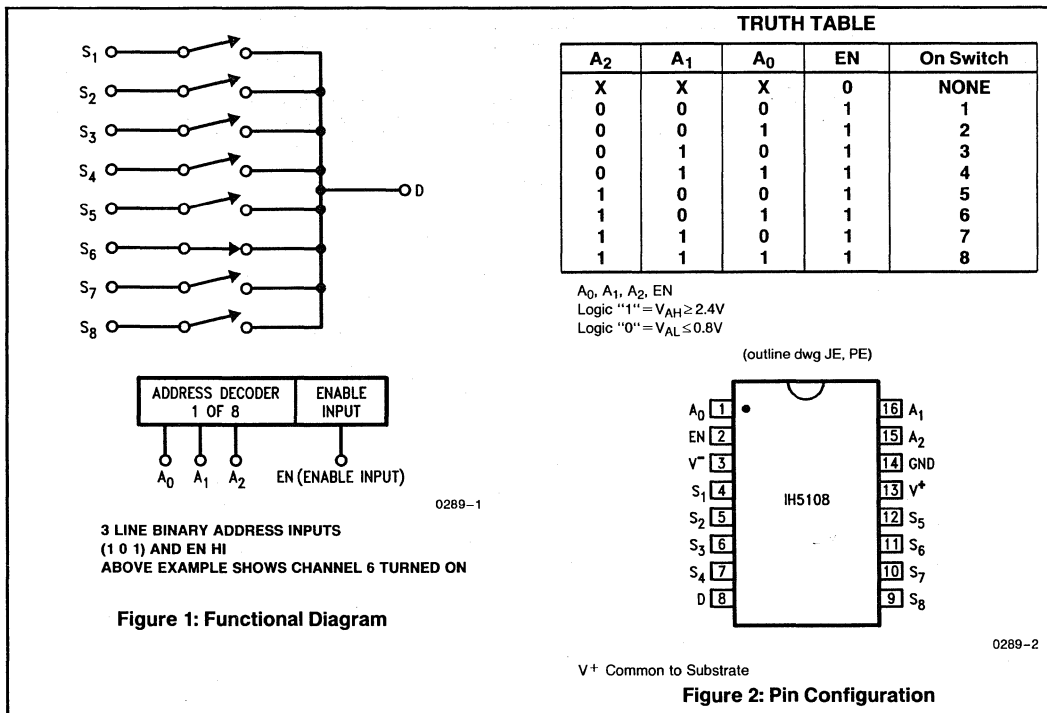 S1
S2
S3
S4
S5
S6
S7
S8
D
ADDRESS DECODER
1 OF 8
ENABLE
INPUT
A0 A1 A2 EN (ENABLE INPUT)
0289–1
3 LINE BINARY ADDRESS INPUTS
(1 0 1) AND EN HI
ABOVE EXAMPLE SHOWS CHANNEL 6 TURNED ON
Figure 1: Functional Diagram
TRUTH TABLE
A2 A1 A0 EN On Switch
X X X 0 NONE
0 0 0 1 1
0 0 1 1 2
0 1 0 1 3
0 1 1 1 4
1 0 0 1 5
1 0 1 1 6
1 1 0 1 7
1 1 1 1 8
A0, A1, A2, EN
Logic "1" = VAH ≥ 2.4V
Logic "0" = VAL ≤ 0.8V
(outline dwg JE, PE)
A0 1 16 A1
EN 2 15 A2
V− 3 14 GND
S1 4 13 V+
IH5108
S2 5 12 S5
S3 6 11 S6
S4 7 10 S7
D 8 9 S8
0289–2
V+ Common to Substrate
Figure 2: Pin Configuration